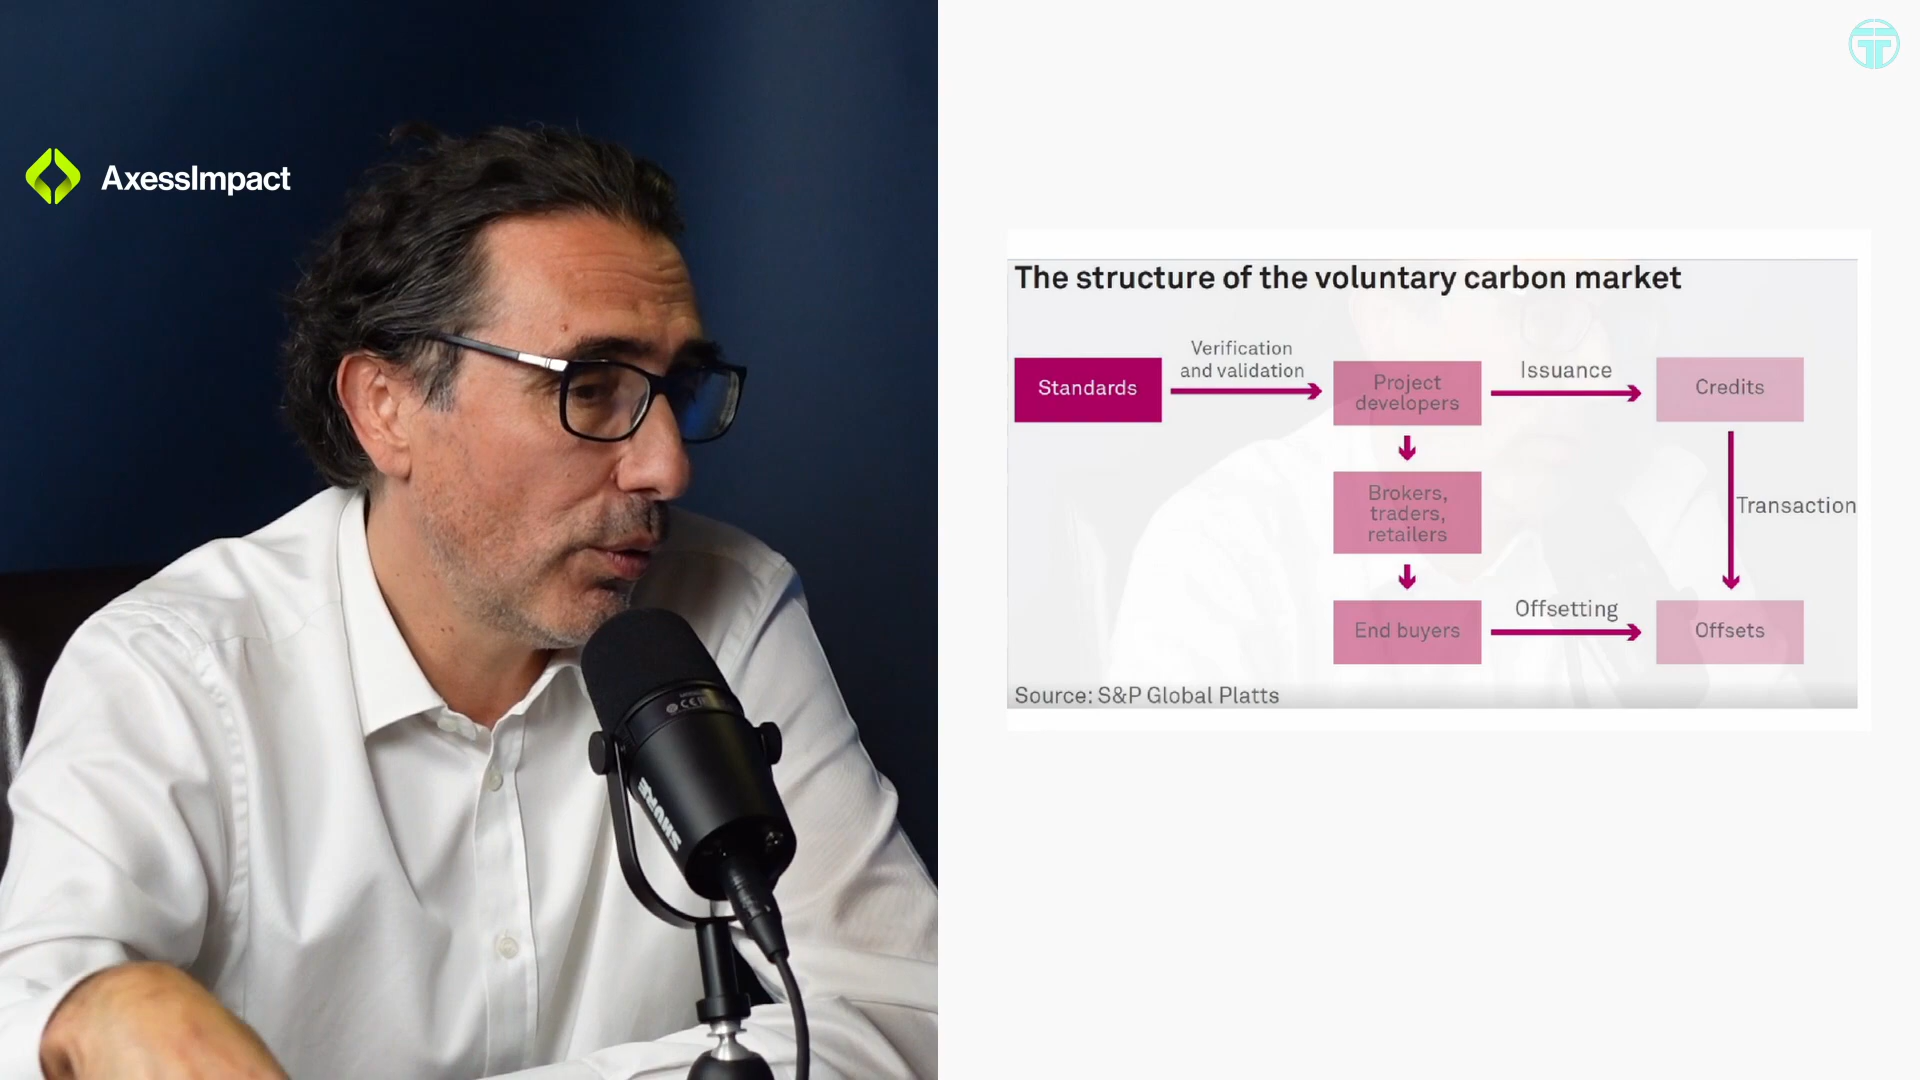 AxessImpact
The structure of the voluntary carbon market
Standards
Verification
and validation
Project
developers
Issuance
Credits
Brokers,
traders,
retailers
Transaction
End buyers
Offsetting
Offsets
Source: S&P Global Platts
SHURE